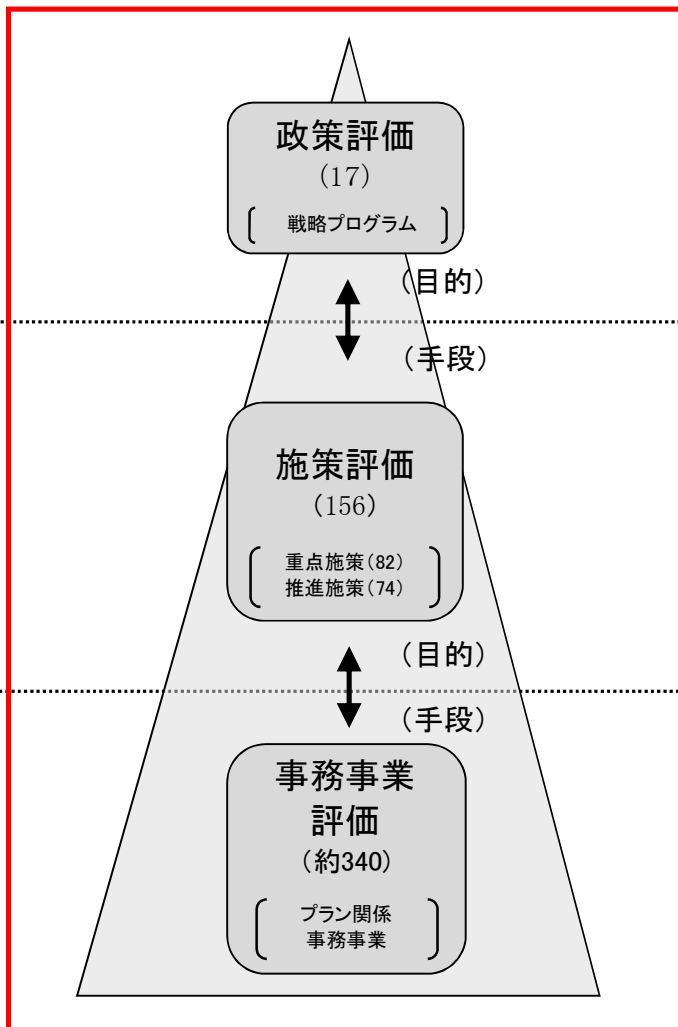 政策評価
(17)
戦略プログラム
(目的)
(手段)
施策評価
(156)
重点施策(82)
推進施策(74)
(目的)
(手段)
事務事業
評価
(約340)
プラン関係
事務事業